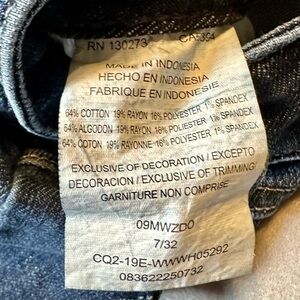 RN 130273
MADE IN INDONESIA
HECHO EN INDONESIA
FABRIQUE EN INDONESIE
64% COTTON 19% RAYON 16% POLYESTER 1% SPANDEX
64% ALGODON 19% RAYON 16% POLIESTER 1% SPANDEX
64% COTON 19% RAYONNE 16% POLYESTER 1% SPANDEX
EXCLUSIVE OF DECORATION / EXCEPTO
DECORACION / EXCLUSIVE OF TRIMMING
GARNITURE NON COMPRISE
09MWZDO
7/32
CQ2-19E-WWWH05292
083622250732